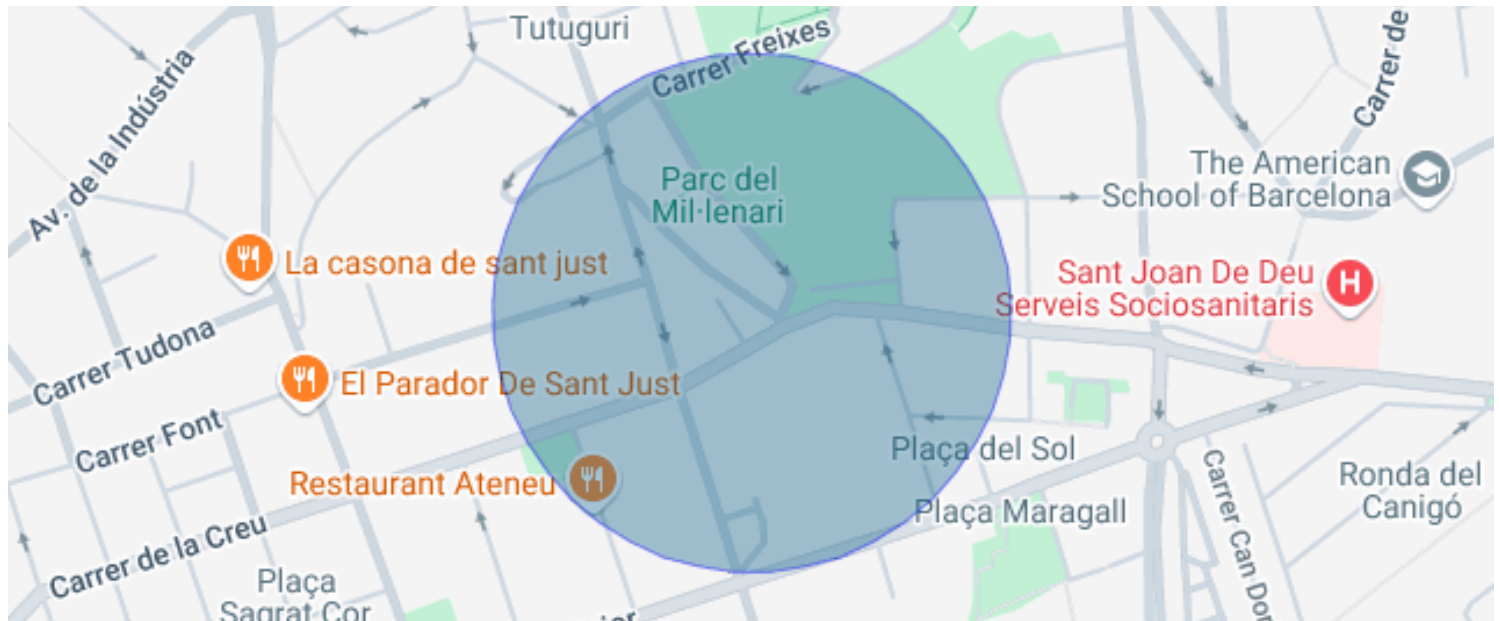 Tutuguri
Carrer Freixes
Av. de la Indústria
Carrer de
Parc del
Mil·lenari
The American
School of Barcelona
La casona de sant just
Sant Joan De Deu
Serveis Sociosanitaris
H
Carrer Tudona
El Parador De Sant Just
Carrer Font
Plaça del Sol
Restaurant Ateneu
Plaça Maragall
Ronda del
Canigó
Carrer de la Creu
Carrer Can Dor
Plaça
Sagrat Cor